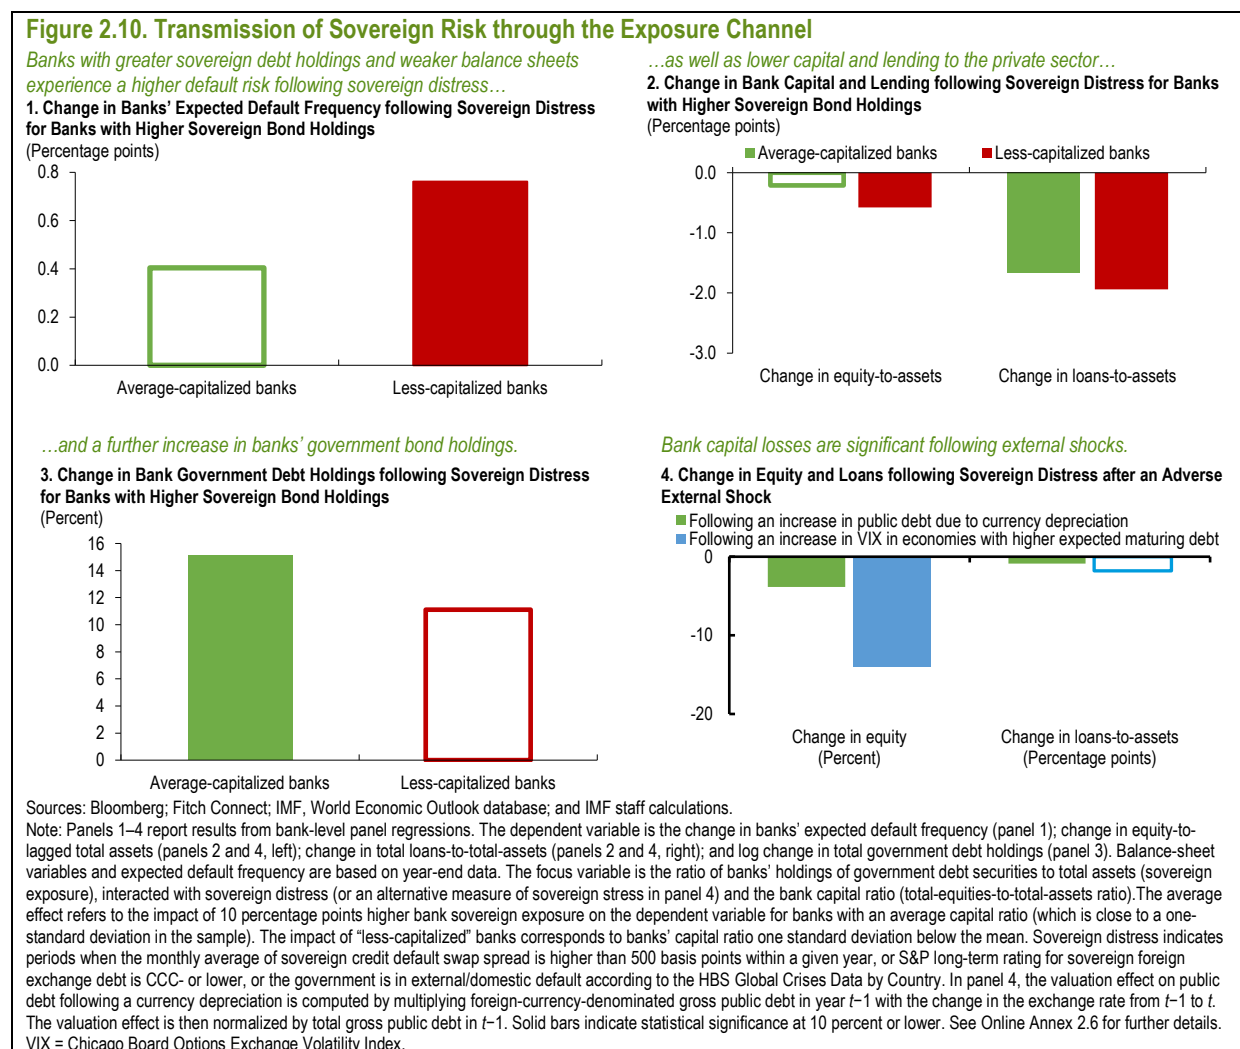 Figure 2.10. Transmission of Sovereign Risk through the Exposure Channel
Banks with greater sovereign debt holdings and weaker balance sheets
experience a higher default risk following sovereign distress…
1. Change in Banks’ Expected Default Frequency following Sovereign Distress
for Banks with Higher Sovereign Bond Holdings
(Percentage points)
0.8
0.6
0.4
0.2
0.0
Average-capitalized banks
Less-capitalized banks
…as well as lower capital and lending to the private sector…
2. Change in Bank Capital and Lending following Sovereign Distress for Banks
with Higher Sovereign Bond Holdings
(Percentage points)
Average-capitalized banks
Less-capitalized banks
0.0
-1.0
-2.0
-3.0
Change in equity-to-assets
Change in loans-to-assets
…and a further increase in banks’ government bond holdings.
3. Change in Bank Government Debt Holdings following Sovereign Distress
for Banks with Higher Sovereign Bond Holdings
(Percent)
16
14
12
10
8
6
4
2
0
Average-capitalized banks
Less-capitalized banks
Bank capital losses are significant following external shocks.
4. Change in Equity and Loans following Sovereign Distress after an Adverse
External Shock
Following an increase in public debt due to currency depreciation
Following an increase in VIX in economies with higher expected maturing debt
0
-10
-20
Change in equity
(Percent)
Change in loans-to-assets
(Percentage points)
Sources: Bloomberg; Fitch Connect; IMF, World Economic Outlook database; and IMF staff calculations.
Note: Panels 1–4 report results from bank-level panel regressions. The dependent variable is the change in banks’ expected default frequency (panel 1); change in equity-to-
lagged total assets (panels 2 and 4, left); change in total loans-to-total-assets (panels 2 and 4, right); and log change in total government debt holdings (panel 3). Balance-sheet
variables and expected default frequency are based on year-end data. The focus variable is the ratio of banks’ holdings of government debt securities to total assets (sovereign
exposure), interacted with sovereign distress (or an alternative measure of sovereign stress in panel 4) and the bank capital ratio (total-equities-to-total-assets ratio).The average
effect refers to the impact of 10 percentage points higher bank sovereign exposure on the dependent variable for banks with an average capital ratio (which is close to a one-
standard deviation in the sample). The impact of “less-capitalized” banks corresponds to banks’ capital ratio one standard deviation below the mean. Sovereign distress indicates
periods when the monthly average of sovereign credit default swap spread is higher than 500 basis points within a given year, or S&P long-term rating for sovereign foreign
exchange debt is CCC- or lower, or the government is in external/domestic default according to the HBS Global Crises Data by Country. In panel 4, the valuation effect on public
debt following a currency depreciation is computed by multiplying foreign-currency-denominated gross public debt in year t−1 with the change in the exchange rate from t−1 to t.
The valuation effect is then normalized by total gross public debt in t−1. Solid bars indicate statistical significance at 10 percent or lower. See Online Annex 2.6 for further details.
VIX = Chicago Board Options Exchange Volatility Index.